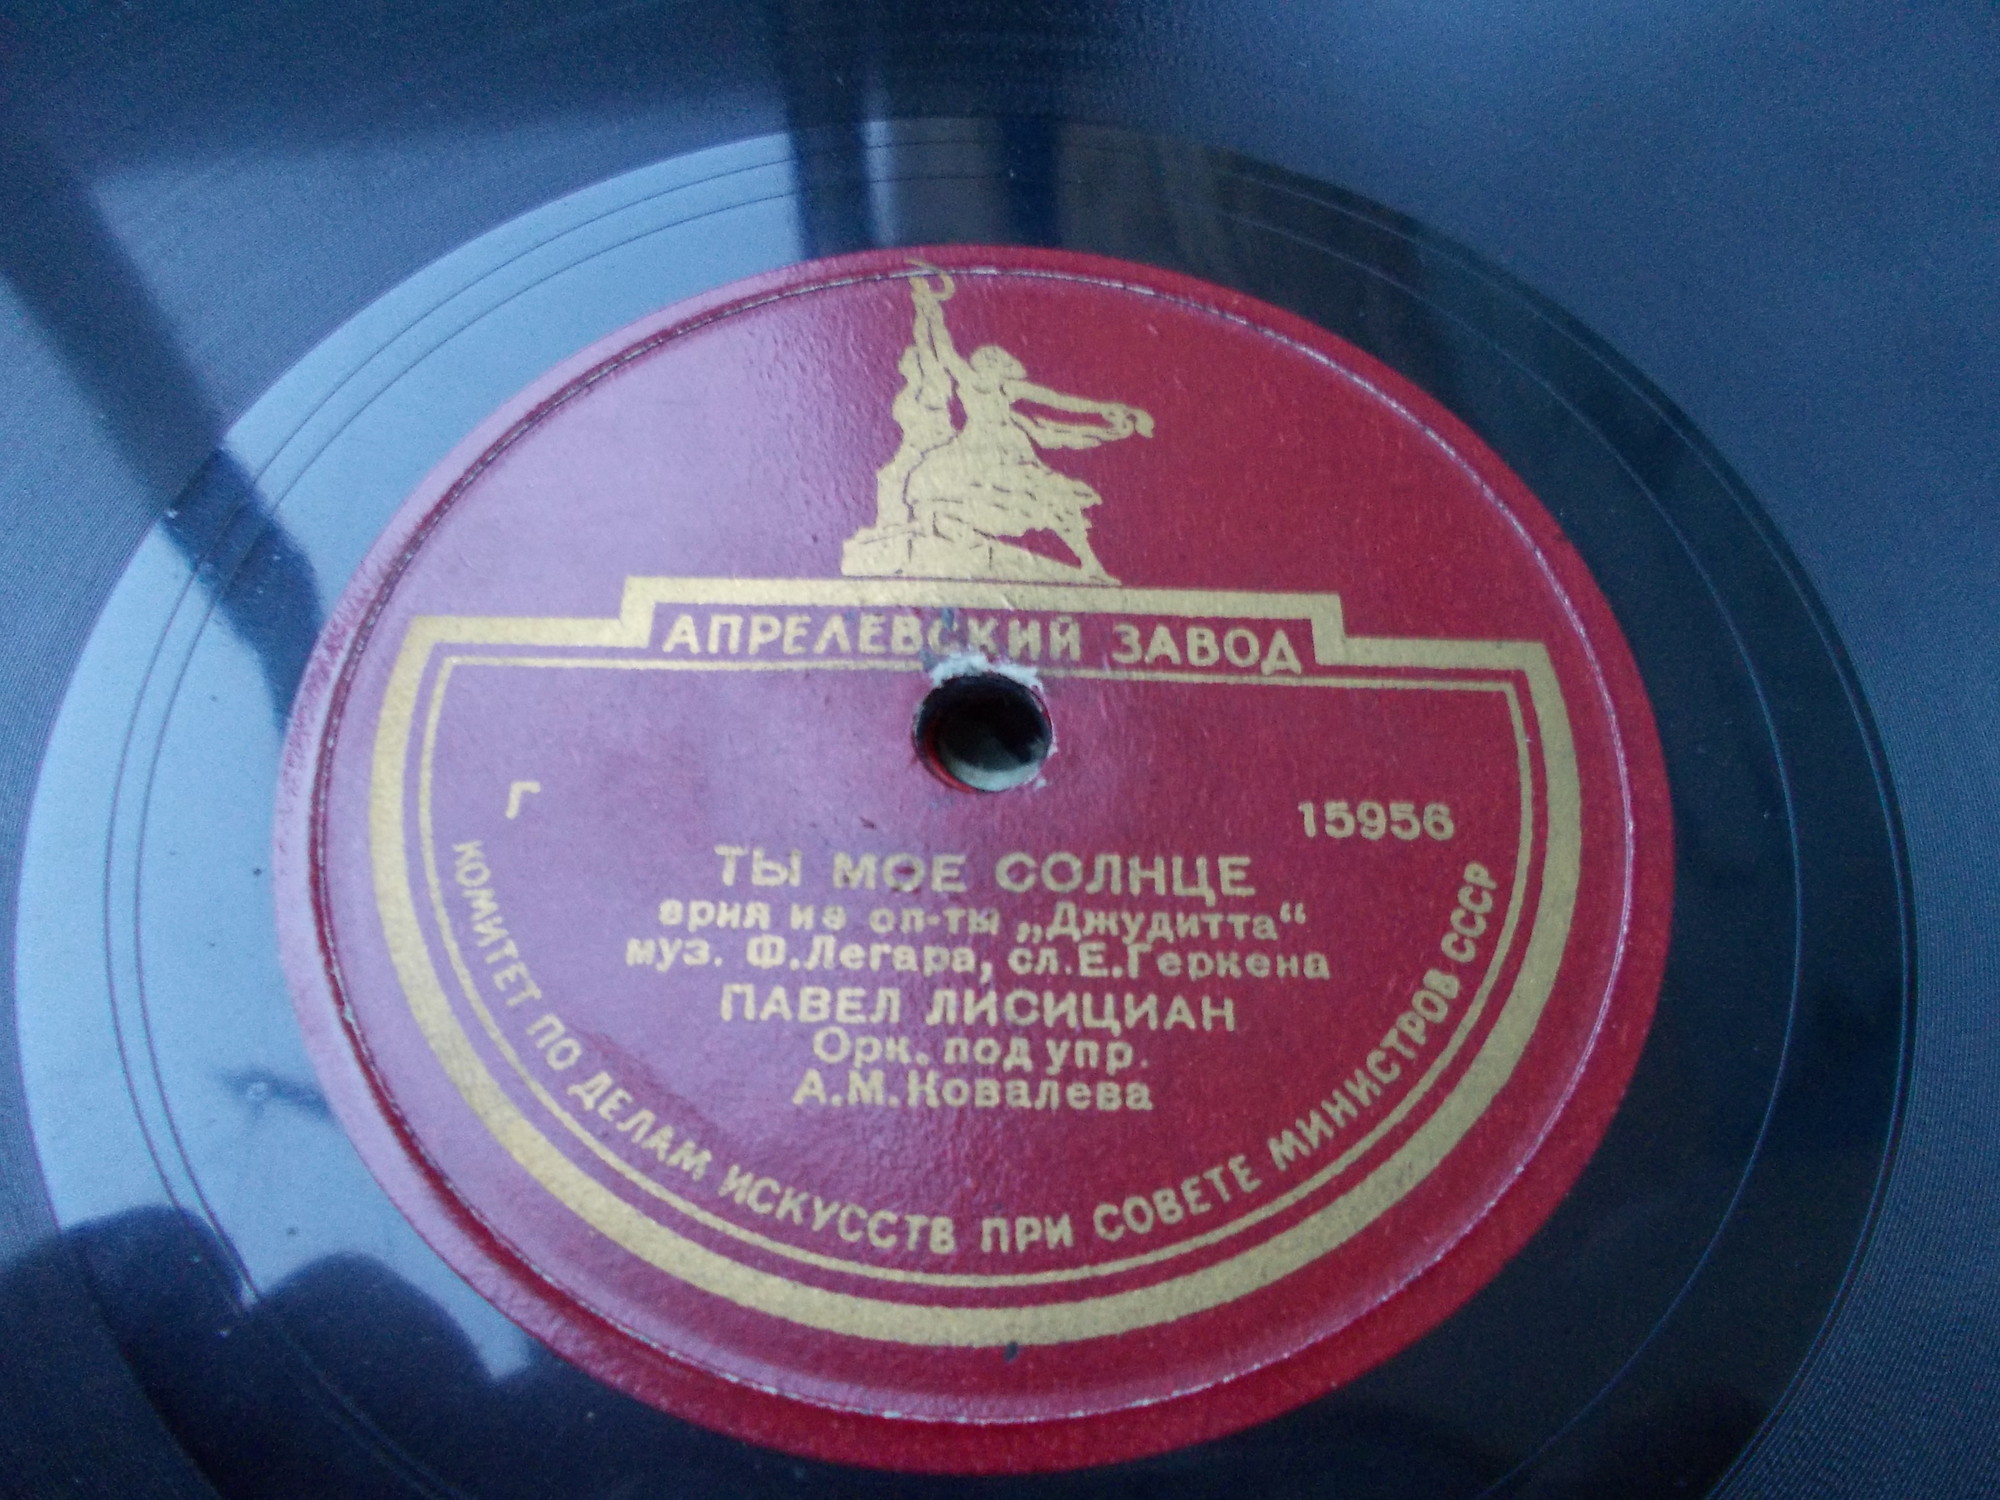 АПРЕЛЕВСКИЙ ЗАВОД
Г 15956
ТЫ МОЕ СОЛНЦЕ
ария из оп-ты „Джудитта“
муз. Ф.Легара, сл.Е.Геркена
ПАВЕЛ ЛИСИЦИАН
Орк. под упр.
А.М.Ковалева
КОМИТЕТ ПО ДЕЛАМ ИСКУССТВ ПРИ СОВЕТЕ МИНИСТРОВ СССР